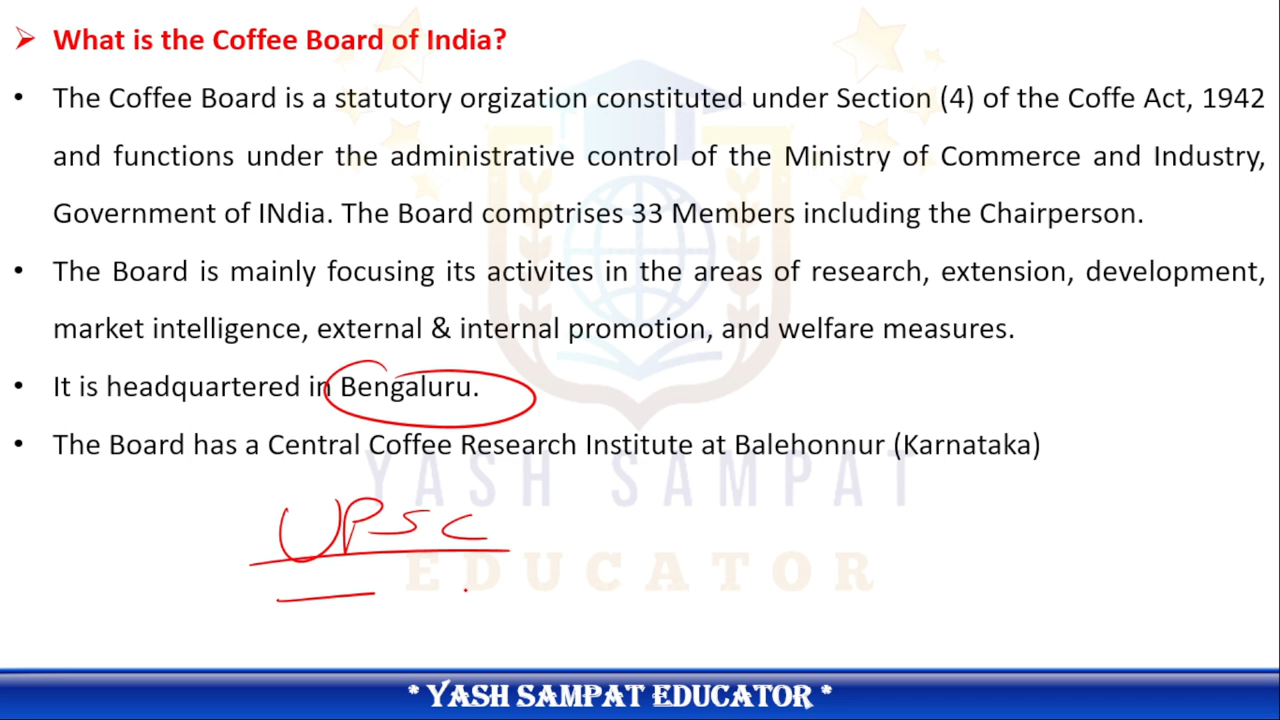 ➤ What is the Coffee Board of India?
• The Coffee Board is a statutory orgization constituted under Section (4) of the Coffe Act, 1942
and functions under the administrative control of the Ministry of Commerce and Industry,
Government of INdia. The Board comptrises 33 Members including the Chairperson.
• The Board is mainly focusing its activites in the areas of research, extension, development,
market intelligence, external & internal promotion, and welfare measures.
• It is headquartered in Bengaluru.
• The Board has a Central Coffee Research Institute at Balehonnur (Karnataka)
YASH SAMPAT
UPSC
EDUCATOR
* YASH SAMPAT EDUCATOR *